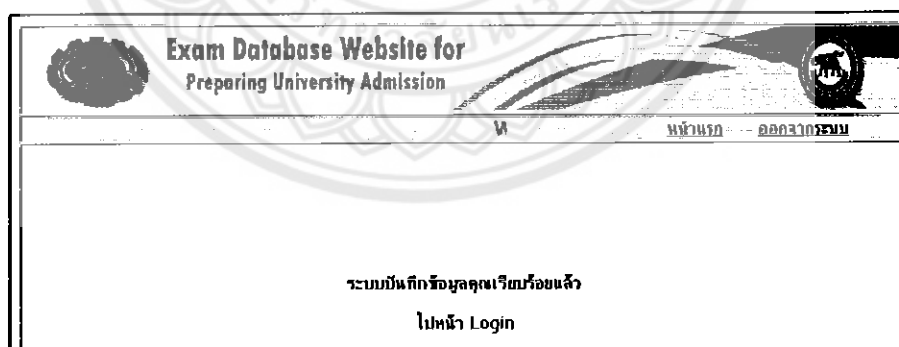 Exam Database Website for
Preparing University Admission
หน้าแรก ออกจากระบบ
ระบบบันทึกข้อมูลคุณเรียบร้อยแล้ว
ไปหน้า Login